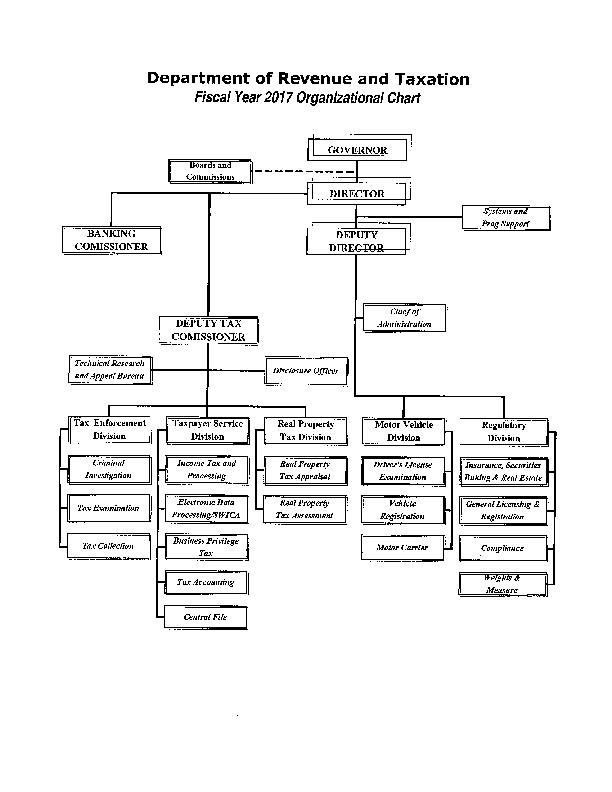 Department of Revenue and Taxation
Fiscal Year 2017 Organizational Chart
GOVERNOR
Boards and
Commissions
DIRECTOR
Systems and
Prog Support
BANKING
COMISSIONER
DEPUTY
DIRECTOR
Chief of
Administration
DEPUTY TAX
COMISSIONER
Technical Research
and Appeal Bureau
Disclosure Officer
Tax Enforcement
Division
Taxpayer Service
Division
Real Property
Tax Division
Motor Vehicle
Division
Regulatory
Division
Criminal
Investigation
Income Tax and
Processing
Real Property
Tax Appraisal
Driver's License
Examination
Insurance, Securities
& Real Estate
Tax Examination
Electronic Data
Processing/SWICA
Real Property
Tax Assessment
Vehicle
Registration
General Licensing &
Registration
Tax Collection
Business Privilege
Tax
Motor Carrier
Compliance
Tax Accounting
Weights &
Measure
Central File